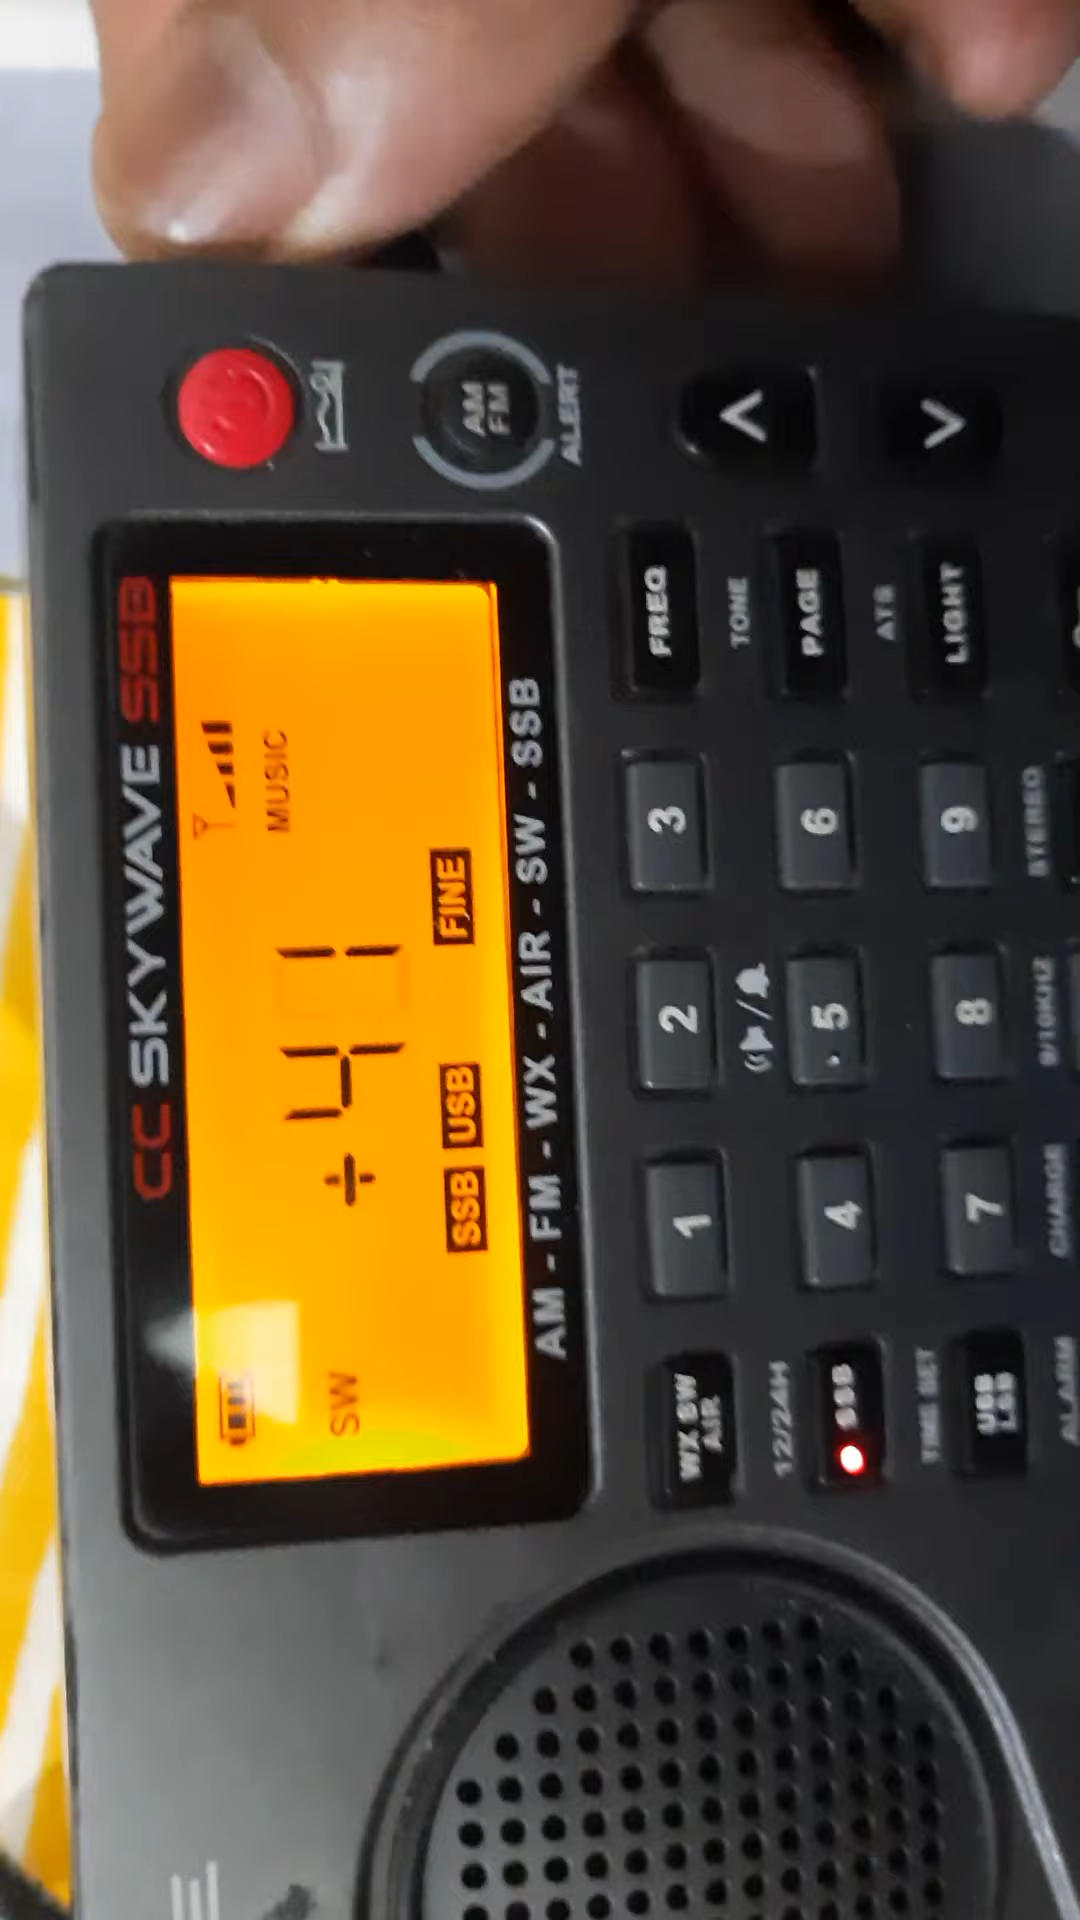 CC SKYWAVE SSB
MUSIC
SW
SSB USB FINE
AM - FM - WX - AIR - SW - SSB
AM
FM
ALERT
WX SW
AIR
1
2
3
FREQ
12/24H
TONE
SSB
4
5
6
PAGE
TIME SET
ATS
USB
LSB
7
8
9
LIGHT
ALARM
CHARGE
9/10KHZ
STEREO